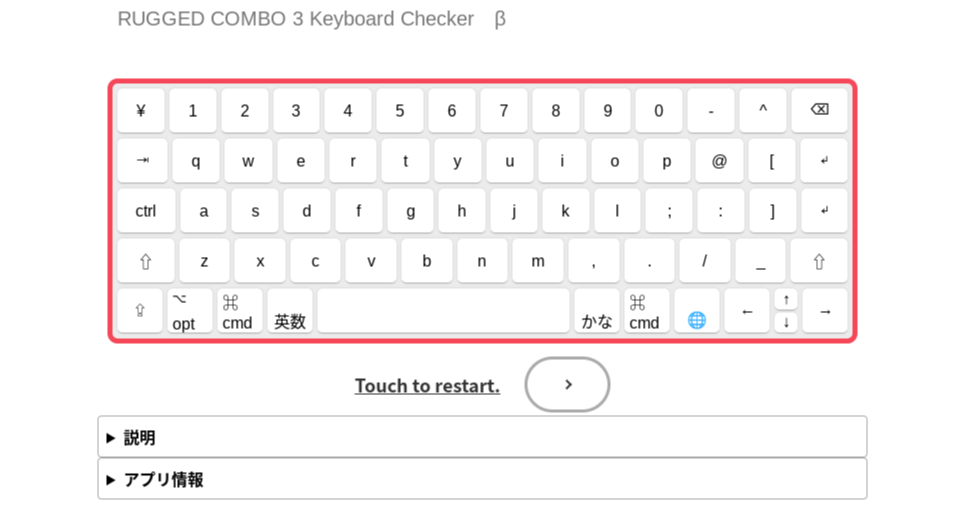 RUGGED COMBO 3 Keyboard Checker β
¥ 1 2 3 4 5 6 7 8 9 0 - ^ ⌫
⇥ q w e r t y u i o p @ [ ↲
ctrl a s d f g h j k l ; : ] ↲
⇧ z x c v b n m , . / _ ⇧
⇪ ⌥ opt ⌘ cmd 英数 かな ⌘ cmd 🌐 ← ↑ ↓ →
Touch to restart. >
▶ 説明
▶ アプリ情報